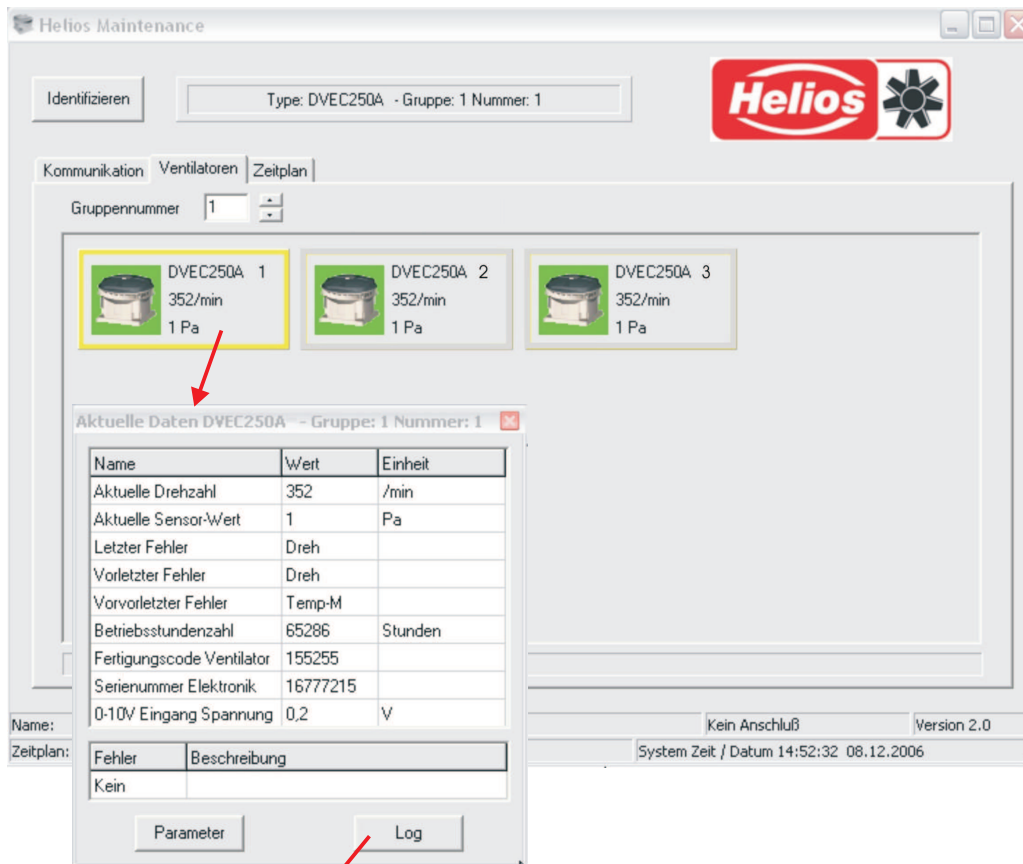 Helios Maintenance
Identifizieren
Type: DVEC250A - Gruppe: 1 Nummer: 1
Helios
Kommunikation Ventilatoren Zeitplan
Gruppennummer 1
DVEC250A 1
352/min
1 Pa
DVEC250A 2
352/min
1 Pa
DVEC250A 3
352/min
1 Pa
Aktuelle Daten DVEC250A - Gruppe: 1 Nummer: 1
Name Wert Einheit
Aktuelle Drehzahl 352 /min
Aktuelle Sensor-Wert 1 Pa
Letzter Fehler Dreh
Vorletzter Fehler Dreh
Vorvorletzter Fehler Temp-M
Betriebsstundenzahl 65286 Stunden
Fertigungscode Ventilator 155255
Serienummer Elektronik 16777215
0-10V Eingang Spannung 0,2 V
Fehler Beschreibung
Kein
Parameter Log
Name: Kein Anschluß Version 2.0
Zeitplan: System Zeit / Datum 14:52:32 08.12.2006